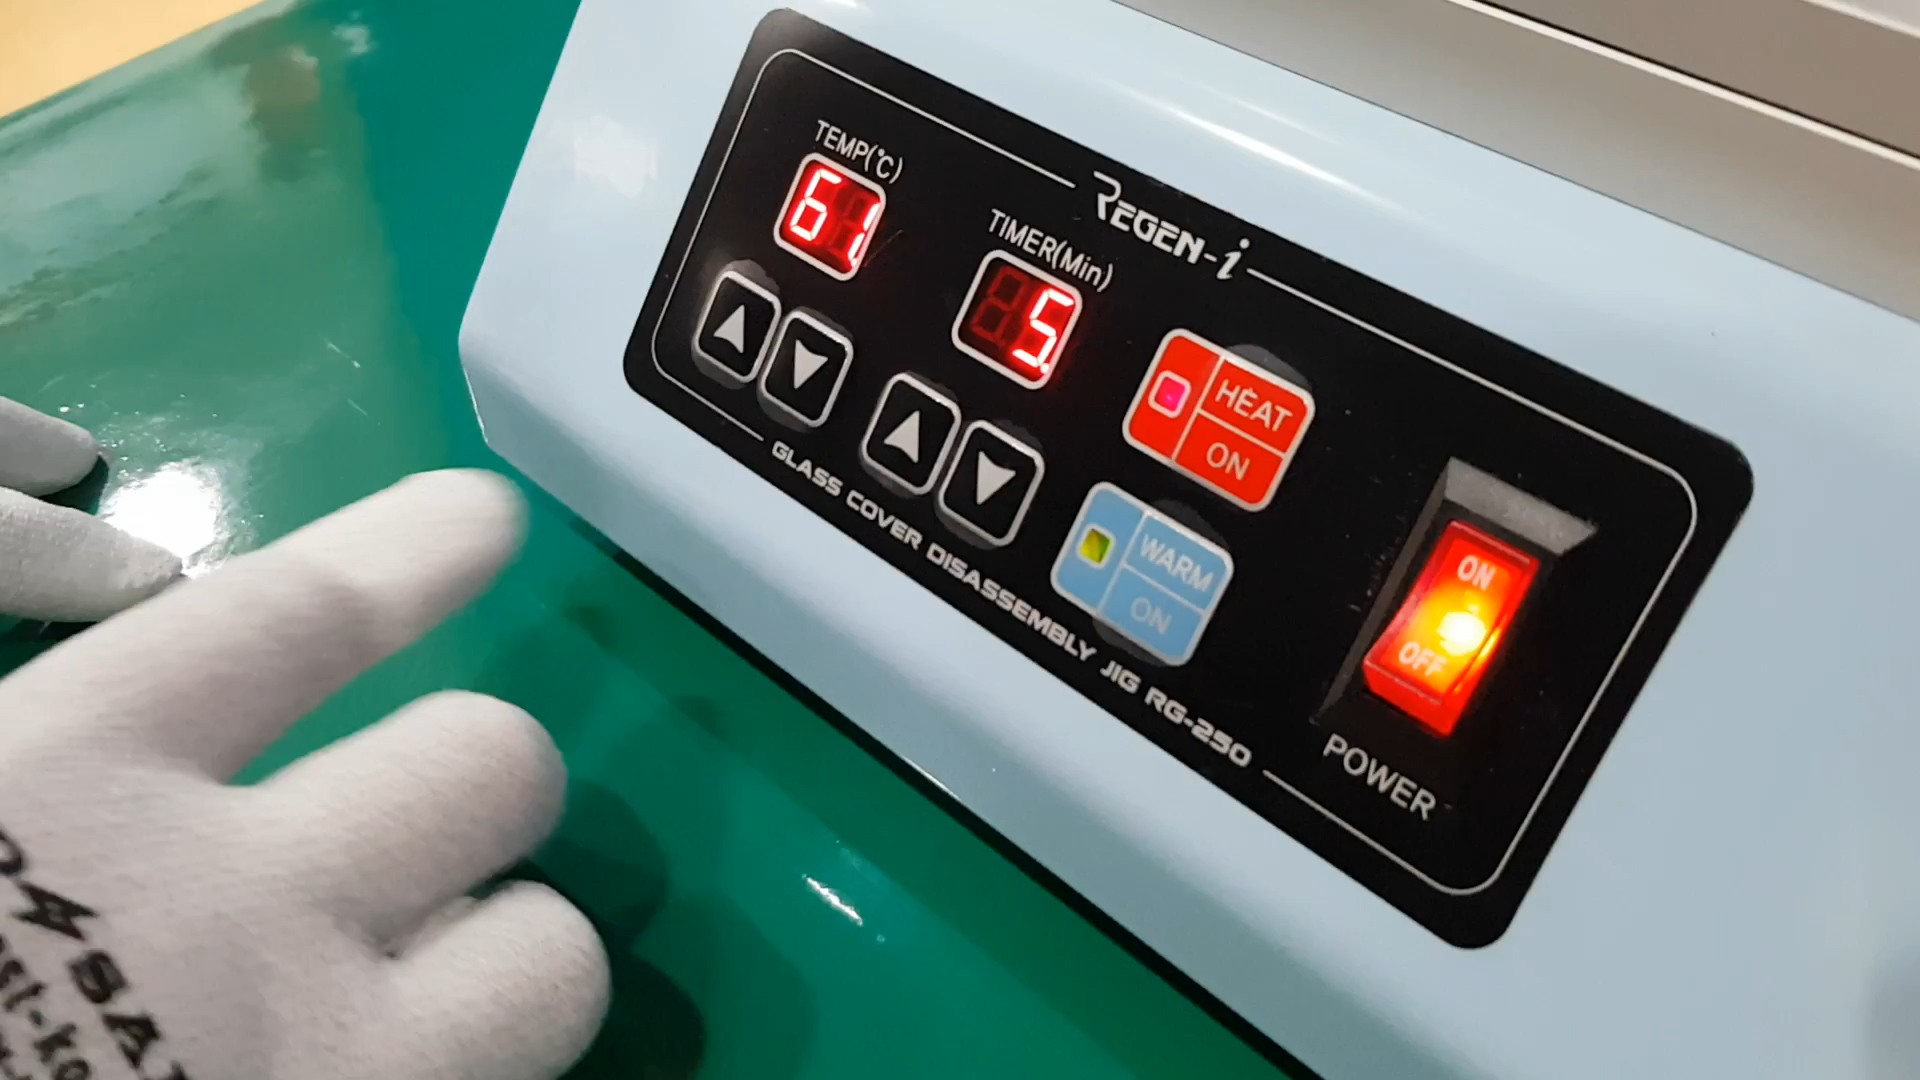 TEMP(℃)
61.
TIMER(Min)
5.
REGEN-i
HEAT
ON
WARM
ON
GLASS COVER DISASSEMBLY JIG RG-250
ON
OFF
POWER